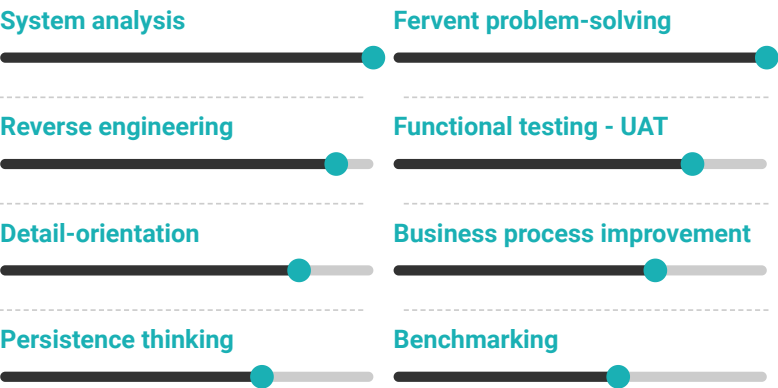 System analysis
Fervent problem-solving
Reverse engineering
Functional testing - UAT
Detail-orientation
Business process improvement
Persistence thinking
Benchmarking